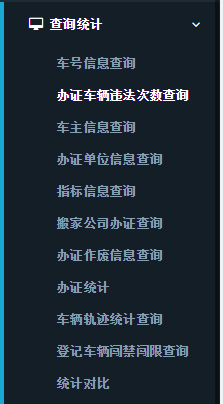 查询统计
车号信息查询
办证车辆违法次数查询
车主信息查询
办证单位信息查询
指标信息查询
搬家公司办证查询
办证作废信息查询
办证统计
车辆轨迹统计查询
登记车辆闯禁闯限查询
统计对比